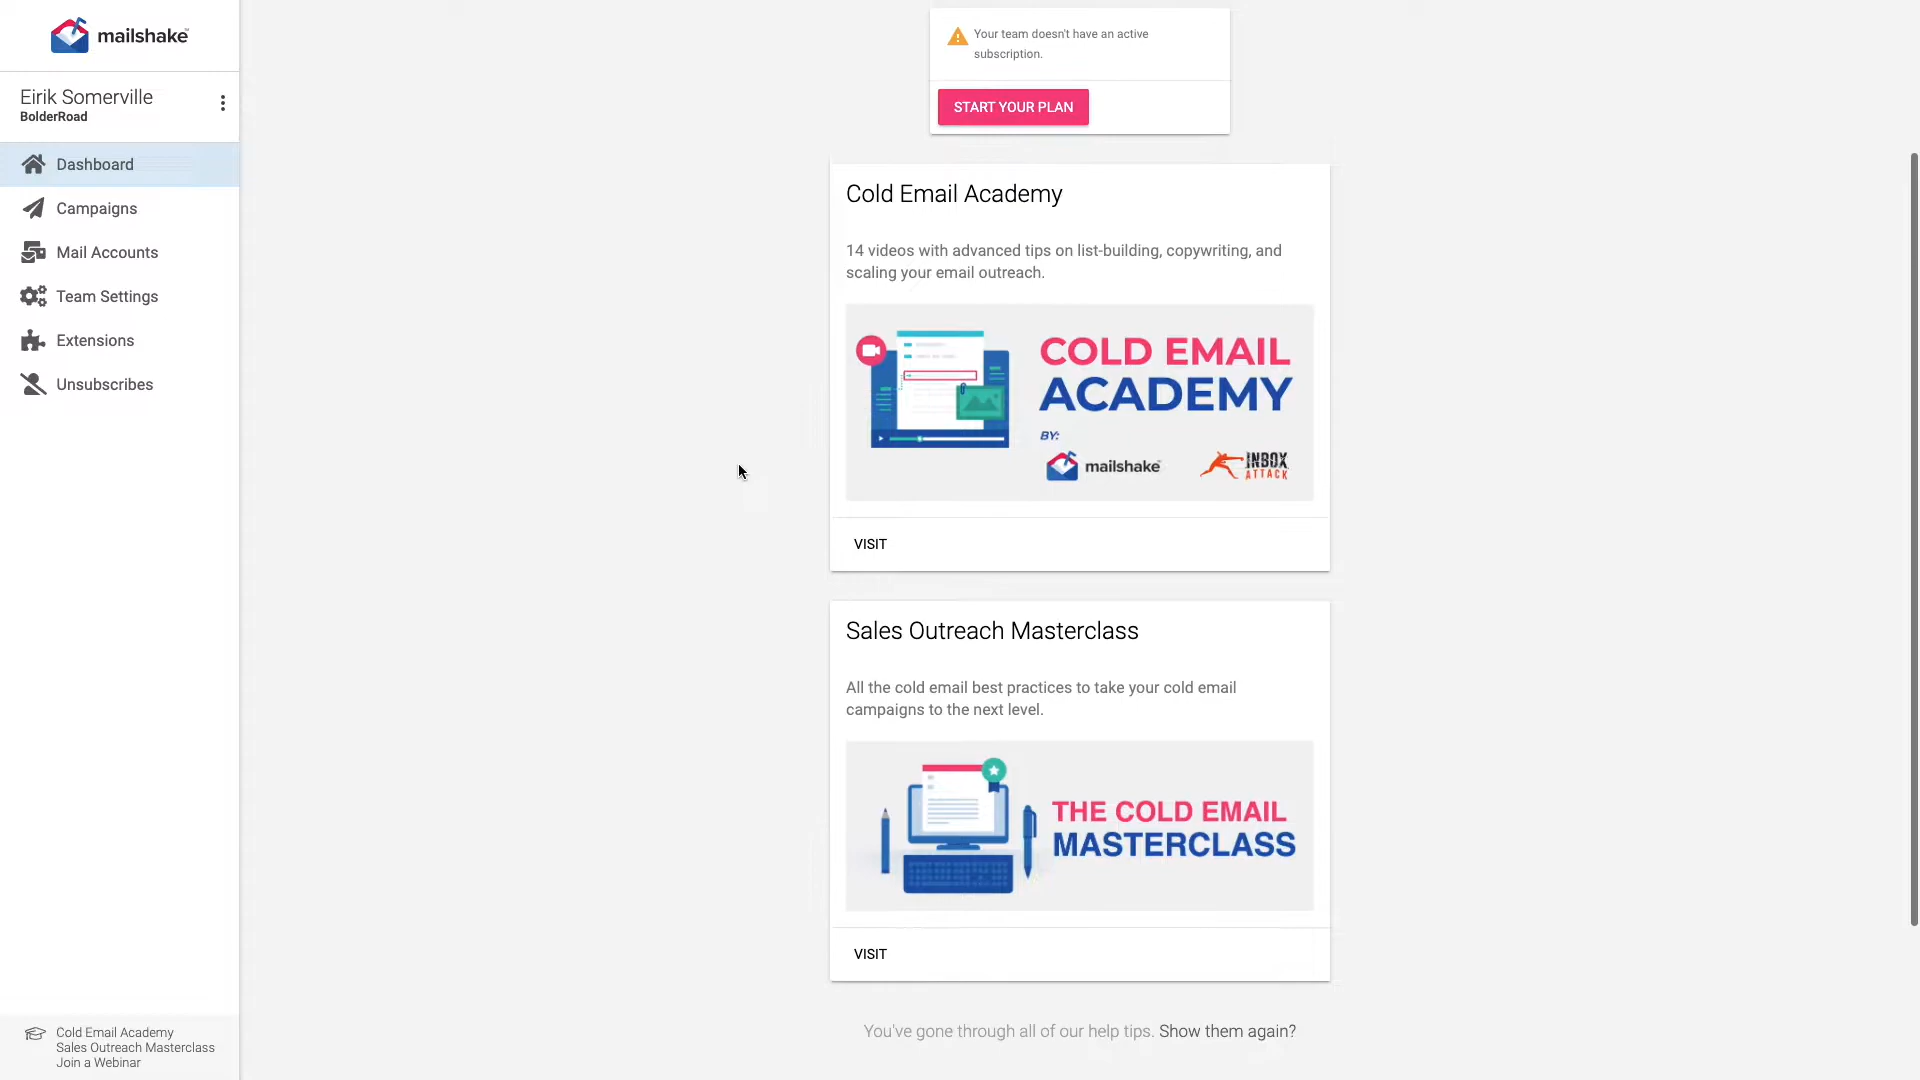 mailshake
Eirik Somerville
BolderRoad
Dashboard
Campaigns
Mail Accounts
Team Settings
Extensions
Unsubscribes
Cold Email Academy
Sales Outreach Masterclass
Join a Webinar
Your team doesn't have an active
subscription.
START YOUR PLAN
Cold Email Academy
14 videos with advanced tips on list-building, copywriting, and
scaling your email outreach.
COLD EMAIL
ACADEMY
BY:
mailshake
INBOX
ATTACK
VISIT
Sales Outreach Masterclass
All the cold email best practices to take your cold email
campaigns to the next level.
THE COLD EMAIL
MASTERCLASS
VISIT
You've gone through all of our help tips. Show them again?